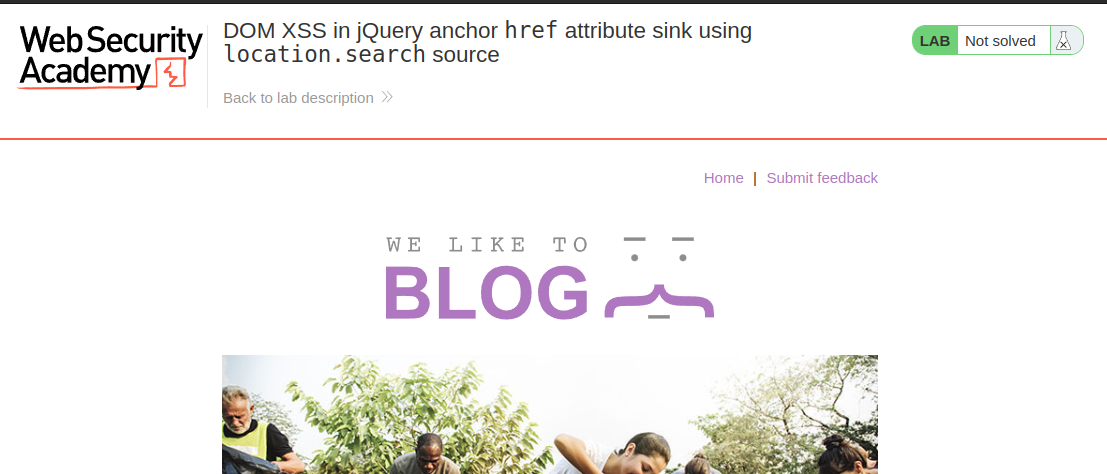 Web Security
Academy
DOM XSS in jQuery anchor href attribute sink using
location.search source
Back to lab description
LAB Not solved
Home | Submit feedback
WE LIKE TO
BLOG